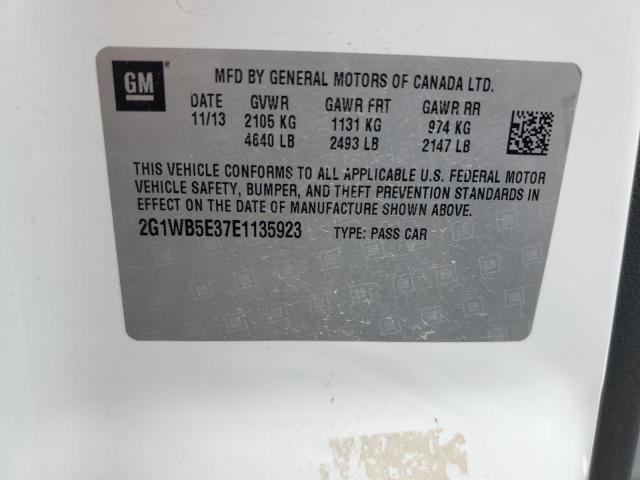 GM
MFD BY GENERAL MOTORS OF CANADA LTD.
DATE GVWR GAWR FRT GAWR RR
11/13 2105 KG 1131 KG 974 KG
4640 LB 2493 LB 2147 LB
THIS VEHICLE CONFORMS TO ALL APPLICABLE U.S. FEDERAL MOTOR
VEHICLE SAFETY, BUMPER, AND THEFT PREVENTION STANDARDS IN
EFFECT ON THE DATE OF MANUFACTURE SHOWN ABOVE.
2G1WB5E37E1135923 TYPE: PASS CAR